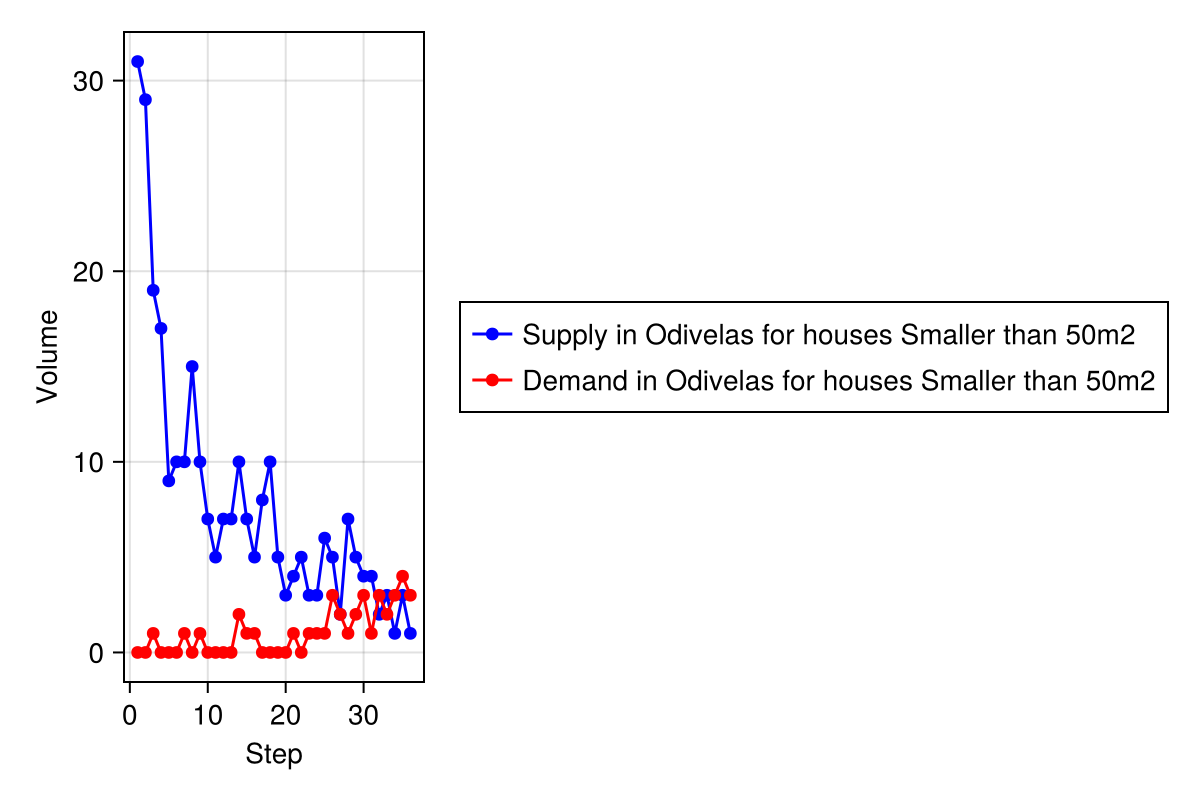 30
20
10
0
Volume
0 10 20 30
Step
Supply in Odivelas for houses Smaller than 50m2
Demand in Odivelas for houses Smaller than 50m2